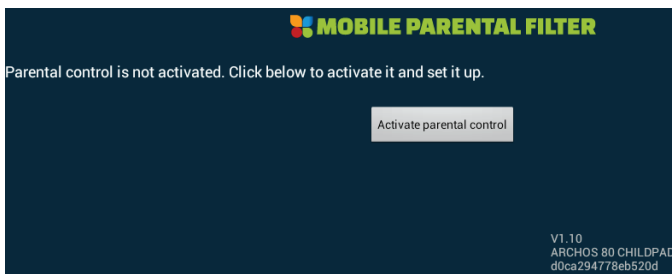 MOBILE PARENTAL FILTER
Parental control is not activated. Click below to activate it and set it up.
Activate parental control
V1.10
ARCHOS 80 CHILDPAD
d0ca294778eb520d